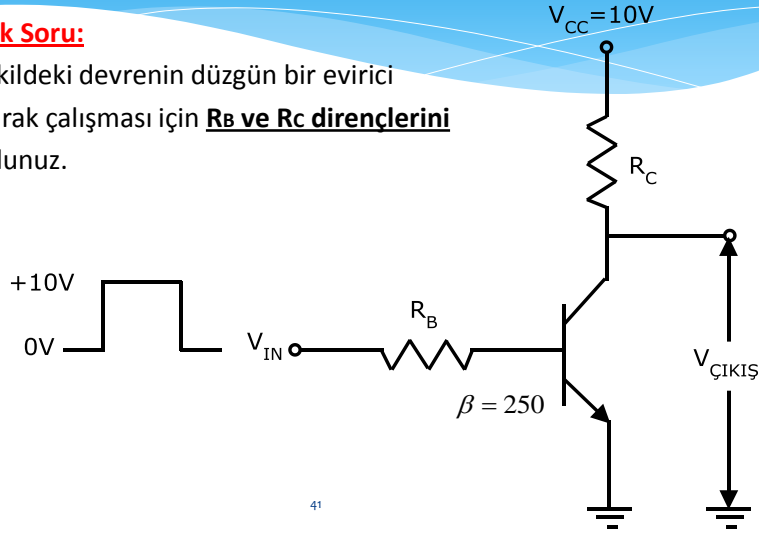 k Soru:
kildeki devrenin düzgün bir evirici
rak çalışması için RB ve RC dirençlerini
lunuz.
VCC=10V
RC
+10V
0V
VIN
RB
β = 250
VÇIKIŞ
41